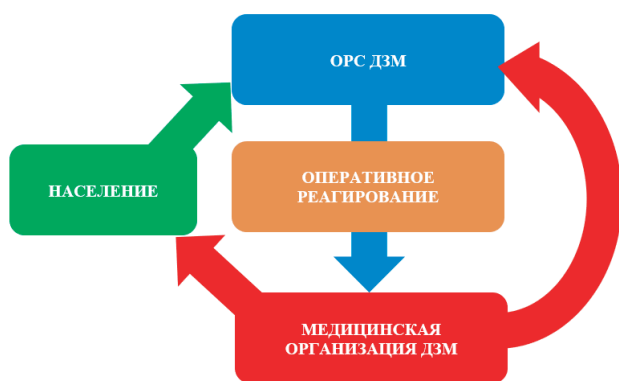 ОРС ДЗМ
НАСЕЛЕНИЕ
ОПЕРАТИВНОЕ
РЕАГИРОВАНИЕ
МЕДИЦИНСКАЯ
ОРГАНИЗАЦИЯ ДЗМ